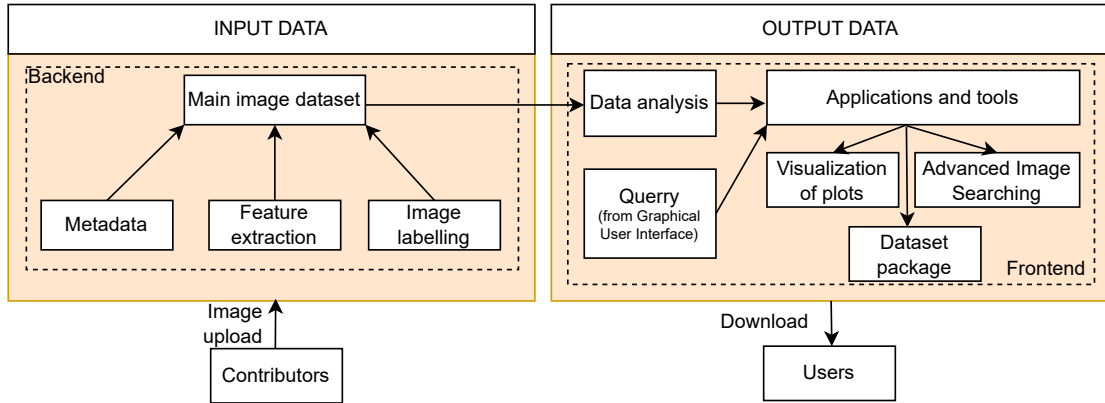 INPUT DATA
Backend
Main image dataset
Metadata
Feature
extraction
Image
labelling
Image
upload
Contributors
OUTPUT DATA
Data analysis
Applications and tools
Querry
(from Graphical
User Interface)
Visualization
of plots
Advanced Image
Searching
Dataset
package
Frontend
Download
Users